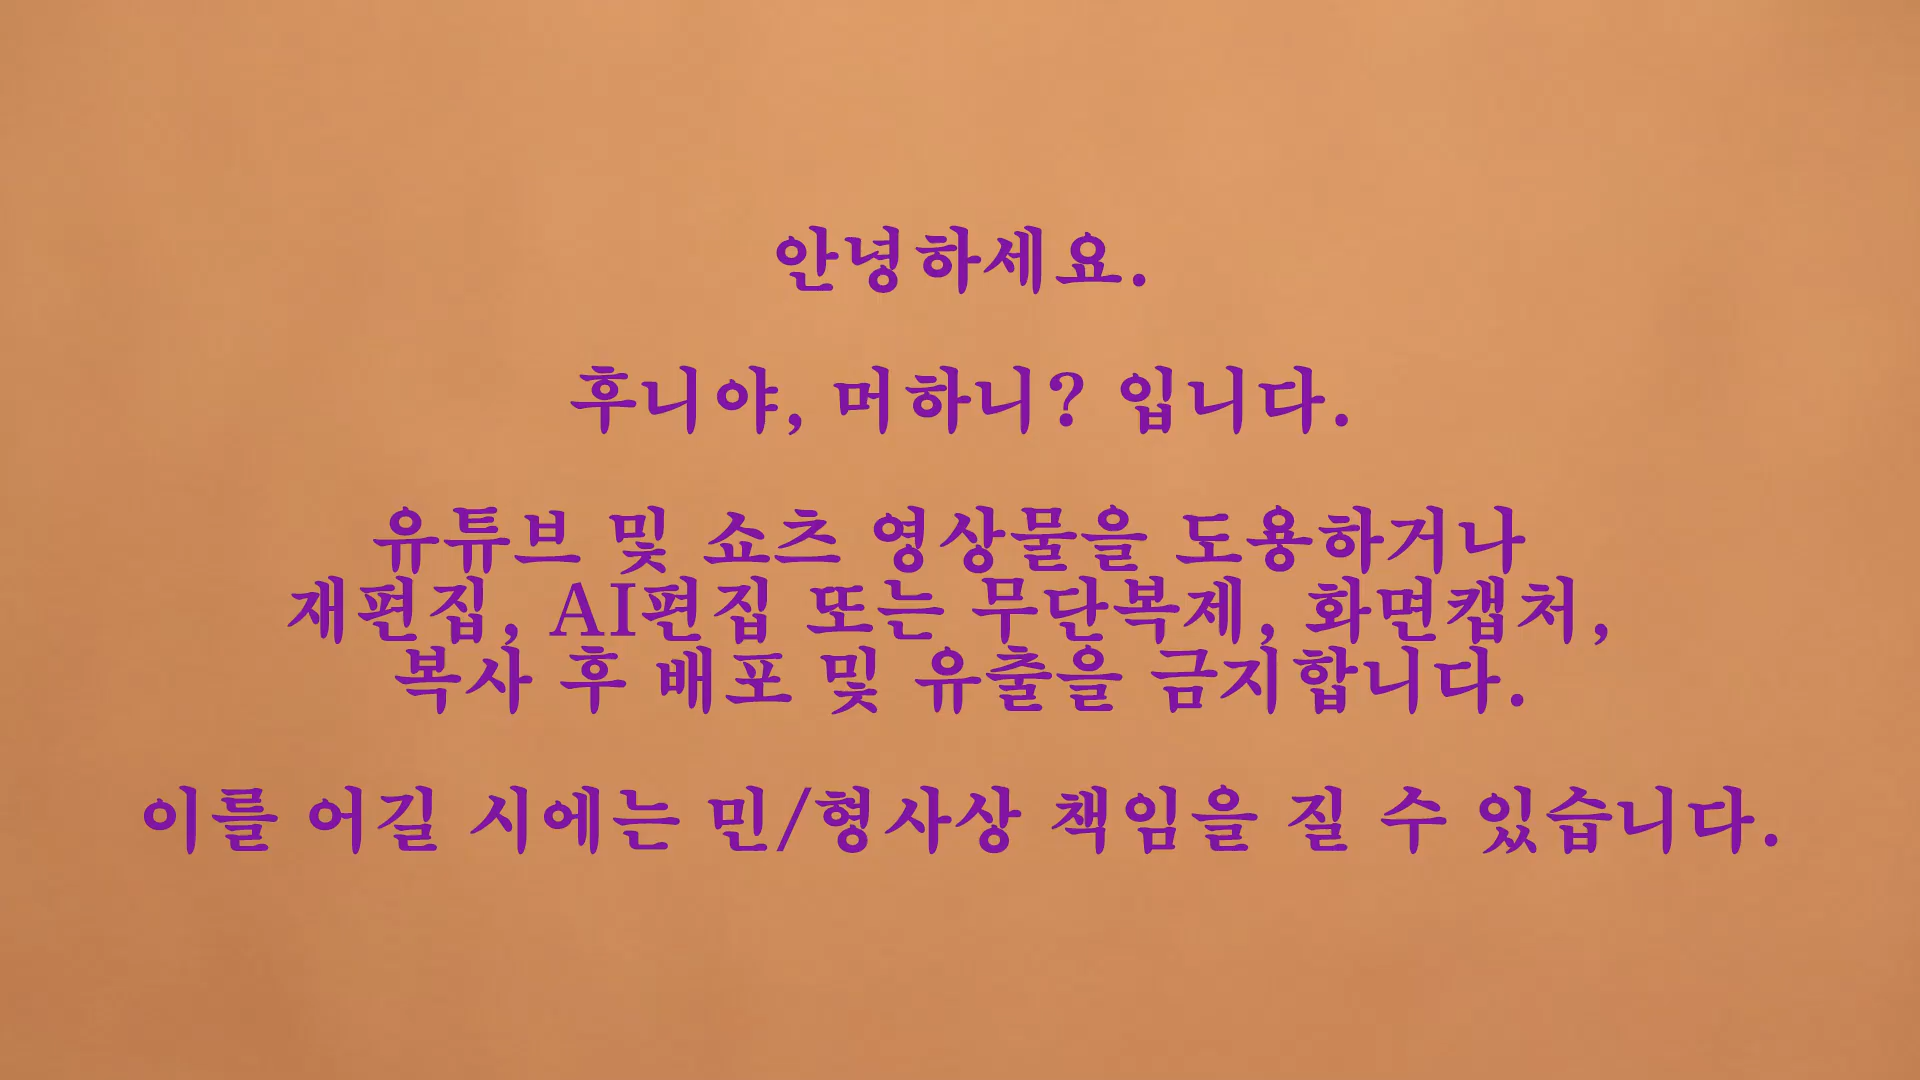 안녕하세요.
후니야, 머하니? 입니다.
유튜브 및 쇼츠 영상물을 도용하거나
재편집, AI편집 또는 무단복제, 화면캡처,
복사 후 배포 및 유출을 금지합니다.
이를 어길 시에는 민/형사상 책임을 질 수 있습니다.